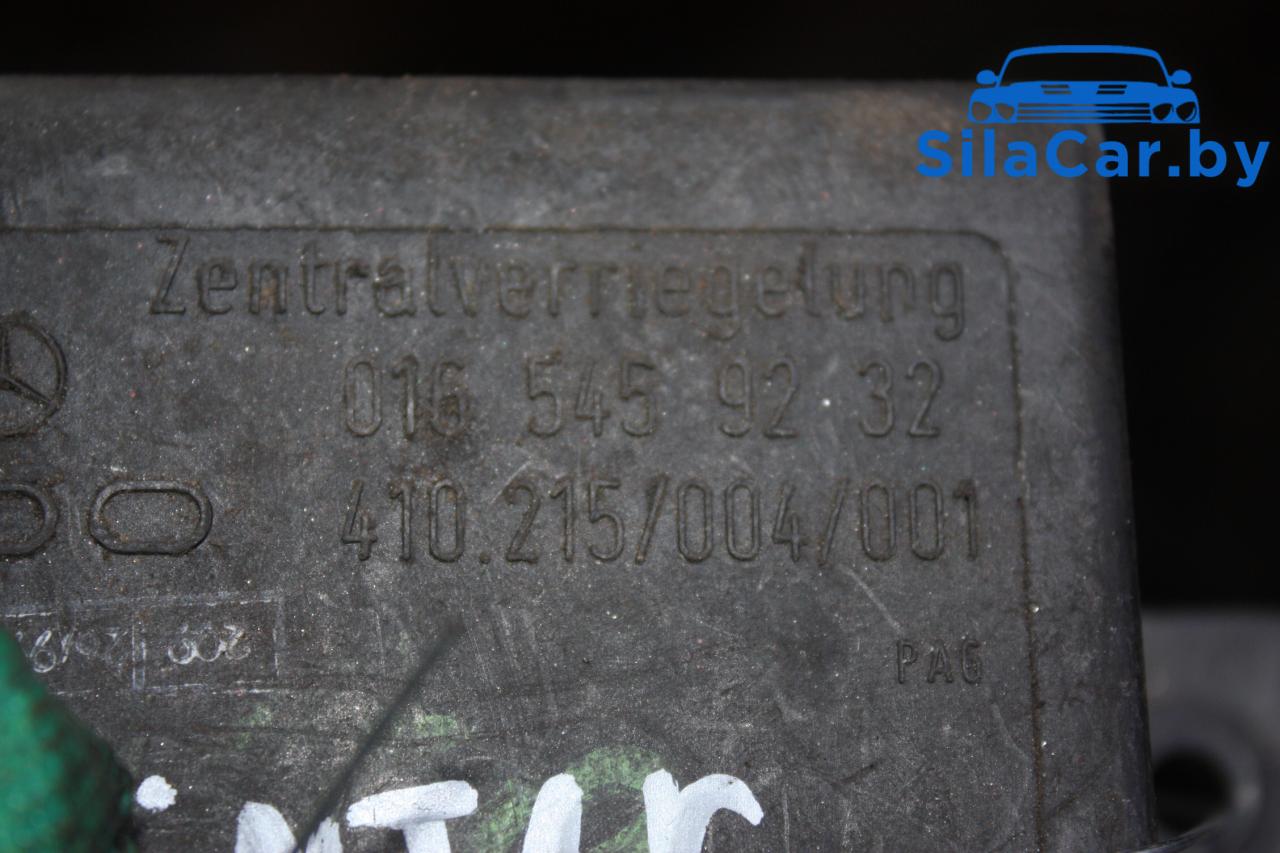 SilaCar.by
Zentralverriegelung
016 545 92 32
410.215/004/001
PAG